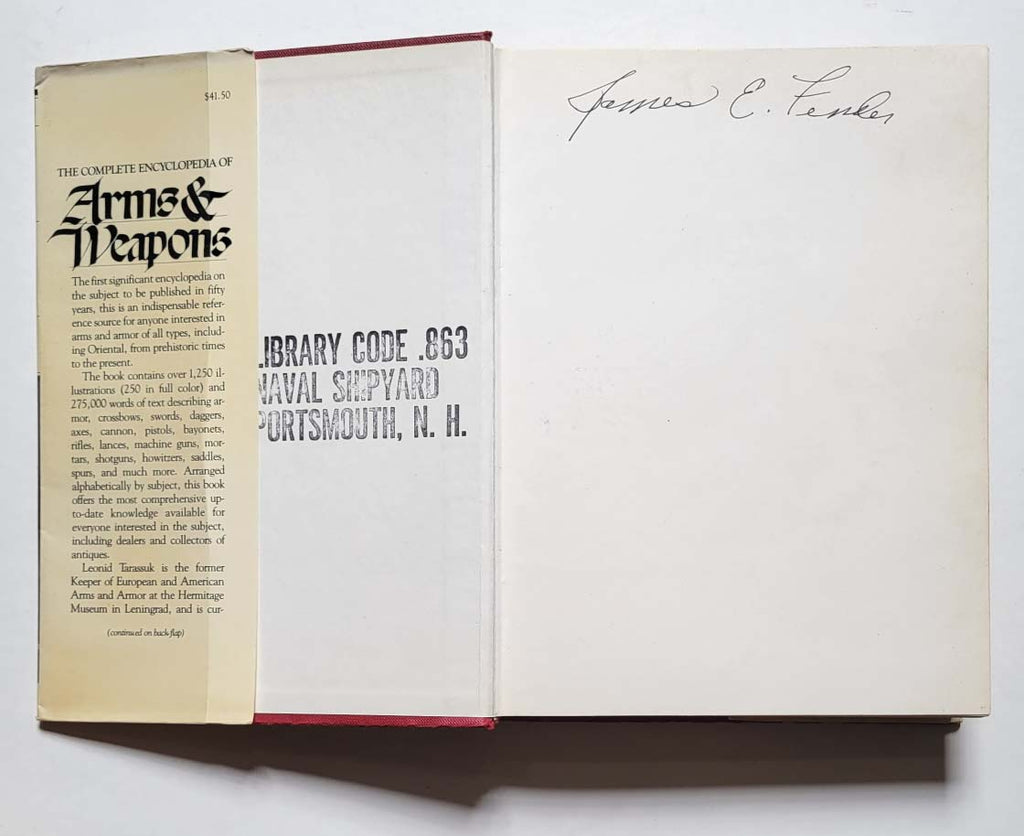 $41.50
THE COMPLETE ENCYCLOPEDIA OF
Arms &
Weapons
The first significant encyclopedia on
the subject to be published in fifty
years, this is an indispensable refer-
ence source for anyone interested in
arms and armor of all types, includ-
ing Oriental, from prehistoric times
to the present.
The book contains over 1,250 il-
lustrations (250 in full color) and
275,000 words of text describing ar-
mor, crossbows, swords, daggers,
axes, cannon, pistols, bayonets,
rifles, lances, machine guns, mor-
tars, shotguns, howitzers, saddles,
spurs, and much more. Arranged
alphabetically by subject, this book
offers the most comprehensive up-
to-date knowledge available for
everyone interested in the subject,
including dealers and collectors of
antiques.
Leonid Tarassuk is the former
Keeper of European and American
Arms and Armor at the Hermitage
Museum in Leningrad, and is cur-
(continued on back flap)
LIBRARY CODE .863
NAVAL SHIPYARD
PORTSMOUTH, N. H.
James E. Fender